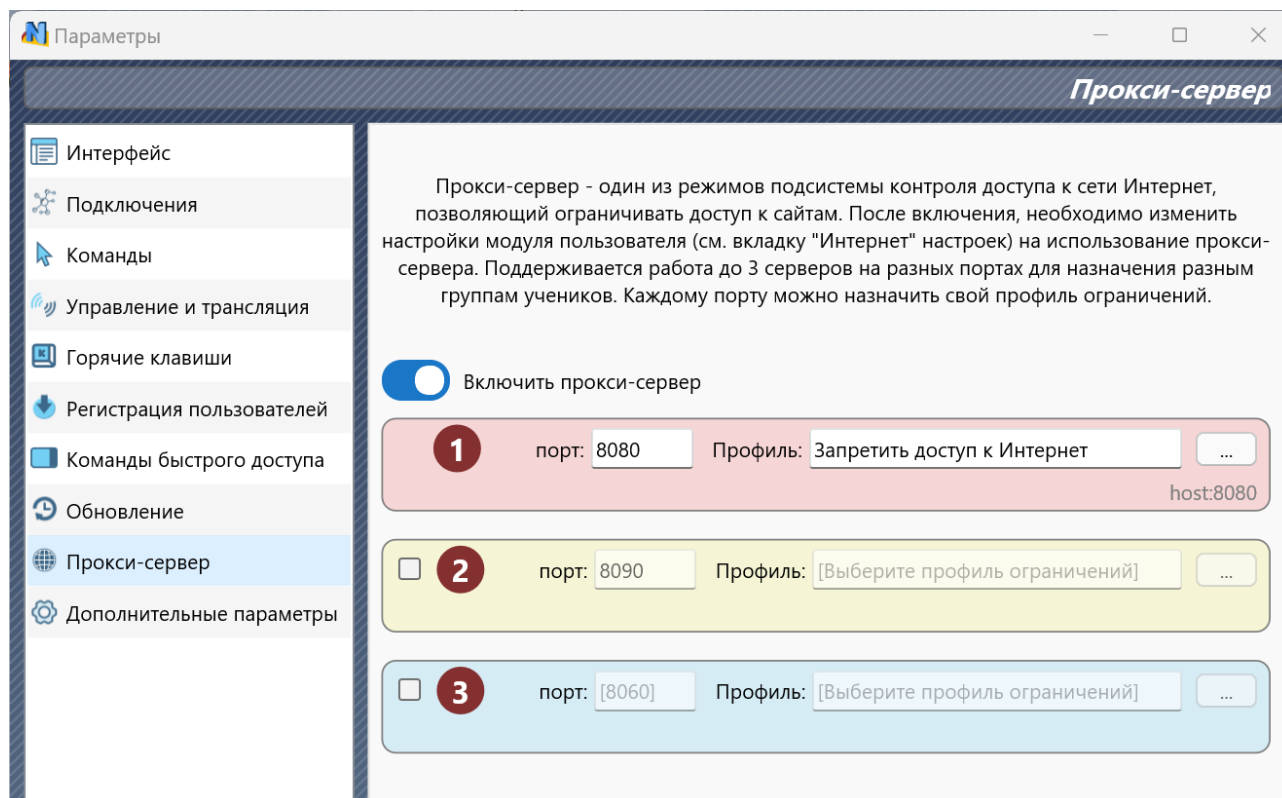 Параметры
Прокси-сервер
Интерфейс
Подключения
Команды
Управление и трансляция
Горячие клавиши
Регистрация пользователей
Команды быстрого доступа
Обновление
Прокси-сервер
Дополнительные параметры
Прокси-сервер - один из режимов подсистемы контроля доступа к сети Интернет,
позволяющий ограничивать доступ к сайтам. После включения, необходимо изменить
настройки модуля пользователя (см. вкладку "Интернет" настроек) на использование прокси-
сервера. Поддерживается работа до 3 серверов на разных портах для назначения разным
группам учеников. Каждому порту можно назначить свой профиль ограничений.
Включить прокси-сервер
1 порт: 8080 Профиль: Запретить доступ к Интернет ...
host:8080
2 порт: 8090 Профиль: [Выберите профиль ограничений] ...
3 порт: [8060] Профиль: [Выберите профиль ограничений] ...